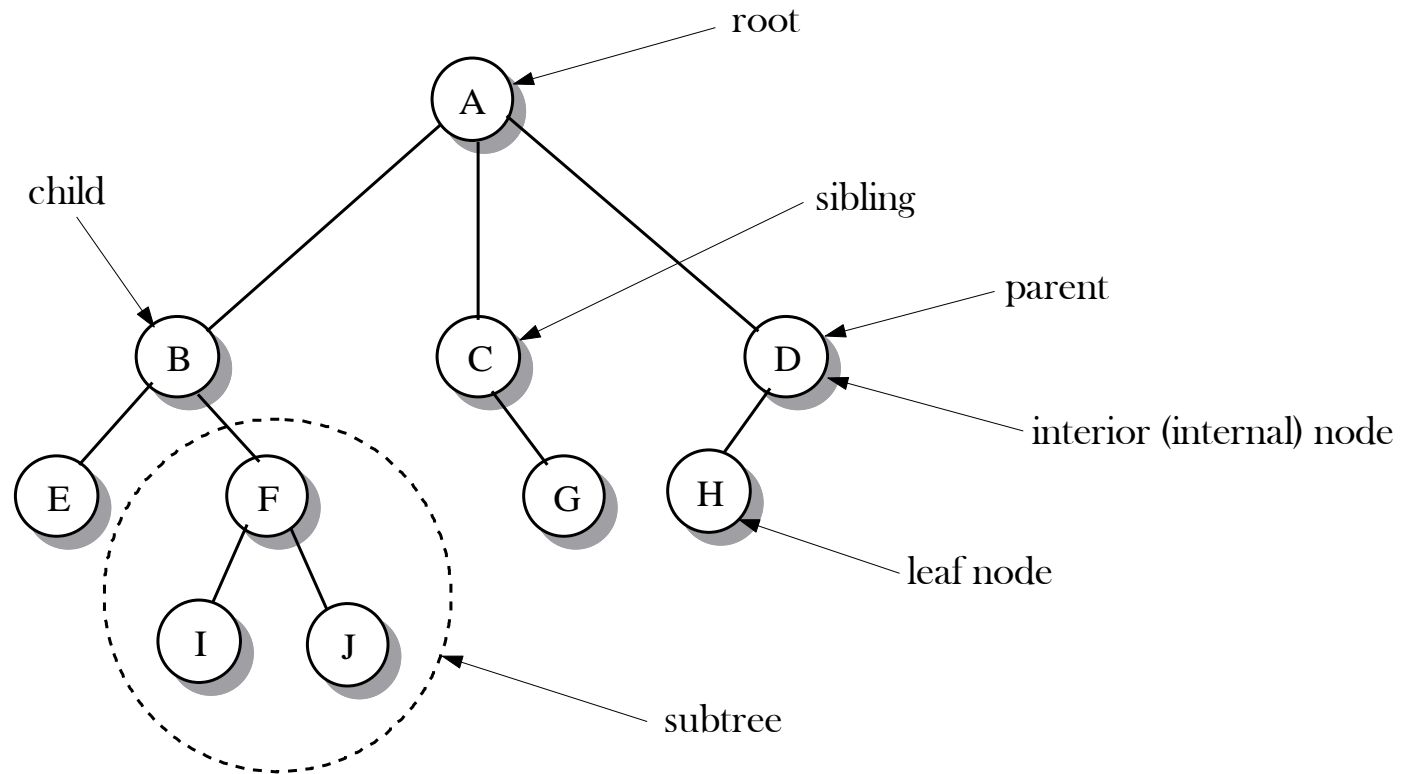 root
A
child
sibling
parent
B
C
D
interior (internal) node
E
F
G
H
leaf node
I
J
subtree